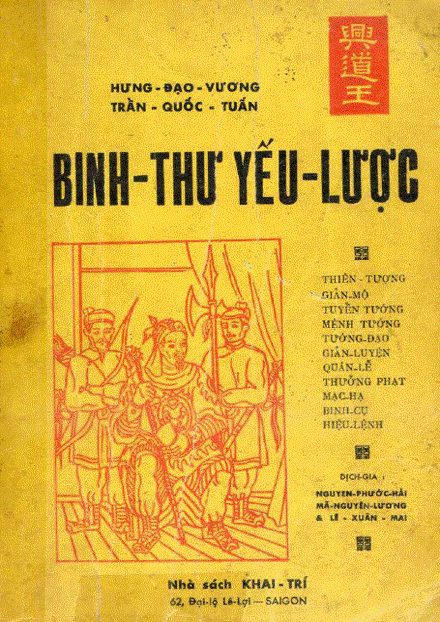 興
道
王
HƯNG - ĐẠO - VƯƠNG
TRẦN - QUỐC - TUẤN
BINH-THƯ YẾU-LƯỢC
THIÊN - TƯỢNG
GIẢN-MỘ
TUYỂN TƯỚNG
MỆNH TƯỚNG
TƯỚNG-ĐẠO
GIẢN-LUYỆN
QUÂN-LỄ
THƯỞNG PHẠT
MẠC-HẠ
BINH-CỤ
HIỆU-LỆNH
DỊCH-GIẢ :
NGUYEN-PHƯỚC-HẢI
MÃ-NGUYÊN-LƯƠNG
& LÊ - XUÂN - MAI
Nhà sách KHAI-TRÍ
62, Đại-lộ Lê-Lợi — SAIGON